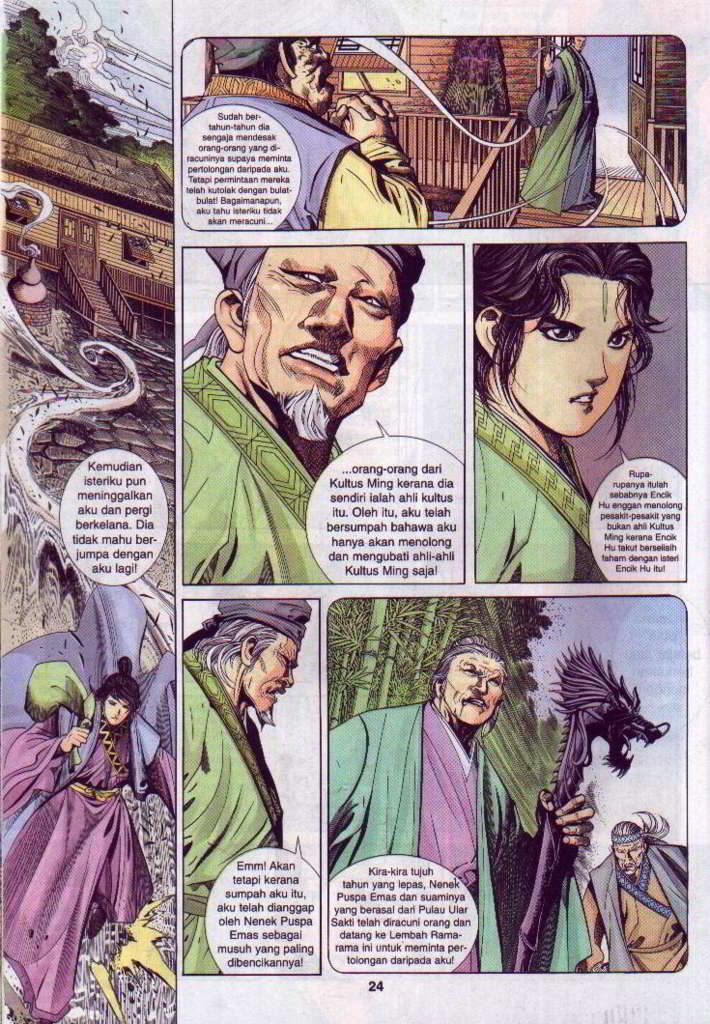 Kemudian
isteriku pun
meninggalkan
aku dan pergi
berkelana. Dia
tidak mahu ber-
jumpa dengan
aku lagi!
Sudah ber-
tahun-tahun dia
sengaja mendesak
orang-orang yang di-
racuninya supaya meminta
pertolongan daripada aku.
Tetapi permintaan mereka
telah kutolak dengan bulat-
bulat! Bagaimanapun,
aku tahu isteriku tidak
akan meracuni...
...orang-orang dari
Kultus Ming kerana dia
sendiri ialah ahli kultus
itu. Oleh itu, aku telah
bersumpah bahawa aku
hanya akan menolong
dan mengubati ahli-ahli
Kultus Ming saja!
Rupa-
rupanya itulah
sebabnya Encik
Hu enggan menolong
pesakit-pesakit yang
bukan ahli Kultus
Ming kerana Encik
Hu takut berselisih
faham dengan isteri
Encik Hu itu!
Emm! Akan
tetapi kerana
sumpah aku itu,
aku telah dianggap
oleh Nenek Puspa
Emas sebagai
musuh yang paling
dibencikannya!
Kira-kira tujuh
tahun yang lepas, Nenek
Puspa Emas dan suaminya
yang berasal dari Pulau Ular
Sakti telah diracuni orang dan
datang ke Lembah Rama-
rama ini untuk meminta per-
tolongan daripada aku!
24